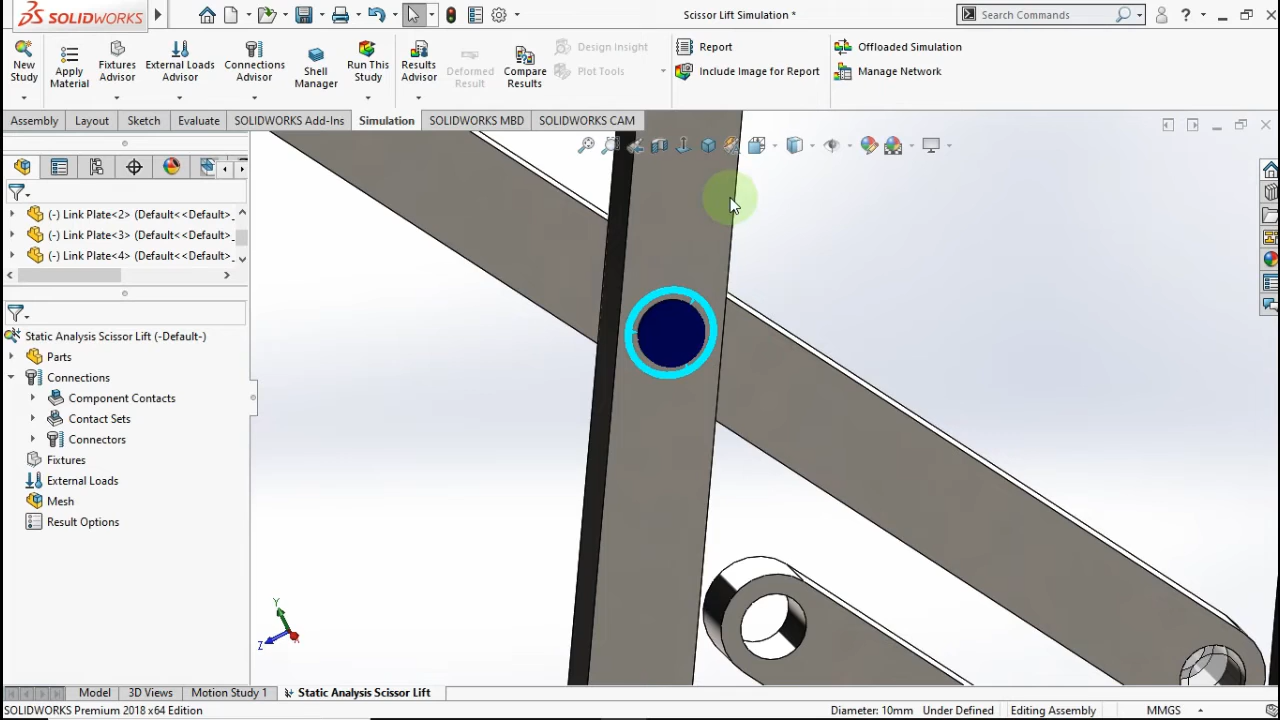 SOLIDWORKS
Scissor Lift Simulation *
Search Commands
?
New
Study
Apply
Material
Fixtures
Advisor
External Loads
Advisor
Connections
Advisor
Shell
Manager
Run This
Study
Results
Advisor
Deformed
Result
Compare
Results
Design Insight
Plot Tools
Report
Include Image for Report
Offloaded Simulation
Manage Network
Assembly
Layout
Sketch
Evaluate
SOLIDWORKS Add-Ins
Simulation
SOLIDWORKS MBD
SOLIDWORKS CAM
(-) Link Plate<2> (Default<<Default>_
(-) Link Plate<3> (Default<<Default>_
(-) Link Plate<4> (Default<<Default>_
Static Analysis Scissor Lift (-Default-)
Parts
Connections
Component Contacts
Contact Sets
Connectors
Fixtures
External Loads
Mesh
Result Options
Y
Z
Model
3D Views
Motion Study 1
Static Analysis Scissor Lift
SOLIDWORKS Premium 2018 x64 Edition
Diameter: 10mm
Under Defined
Editing Assembly
MMGS